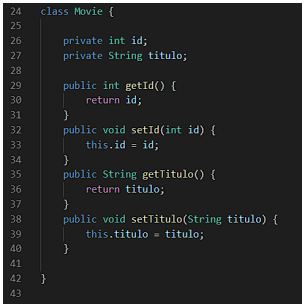 24 class Movie {
25
26     private int id;
27     private String titulo;
28
29     public int getId() {
30         return id;
31     }
32     public void setId(int id) {
33         this.id = id;
34     }
35     public String getTitulo() {
36         return titulo;
37     }
38     public void setTitulo(String titulo) {
39         this.titulo = titulo;
40     }
41
42 }
43